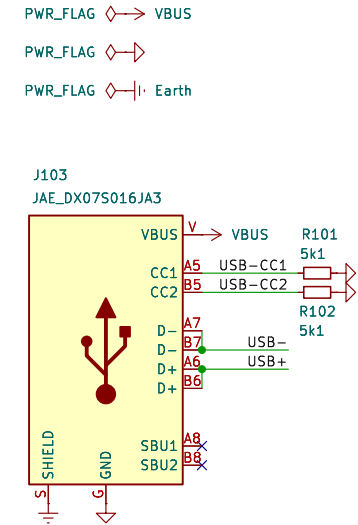 PWR_FLAG VBUS
PWR_FLAG
PWR_FLAG Earth
J103
JAE_DX07S016JA3
VBUS V VBUS
R101
5k1
CC1 A5 USB-CC1
CC2 B5 USB-CC2
R102
5k1
D- A7
D- B7 USB-
D+ A6 USB+
D+ B6
SBU1 A8
SBU2 B8
SHIELD
GND
S
G